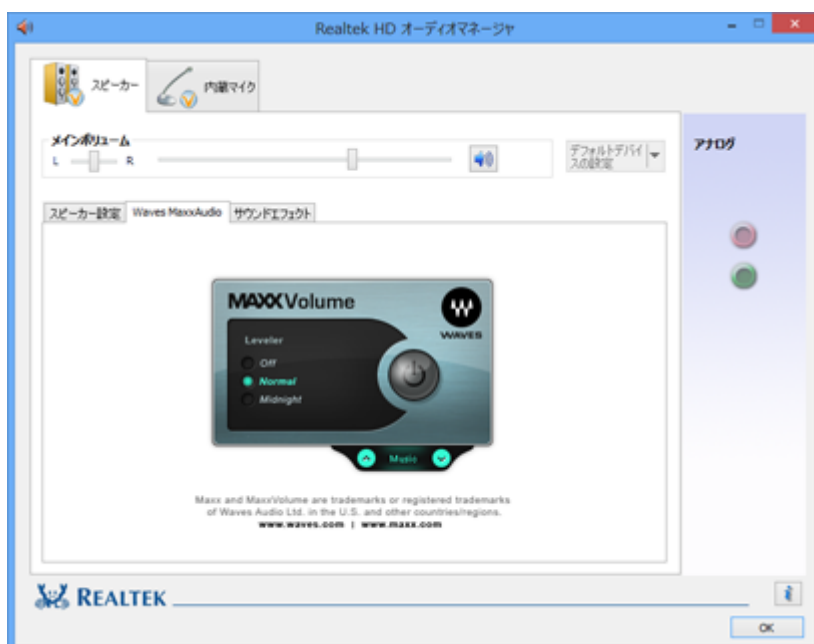 Realtek HD オーディオマネージャ
スピーカー
内蔵マイク
メインボリューム
L
R
デフォルトデバイ
スの設定
アナログ
スピーカー設定
Waves MaxxAudio
サウンドエフェクト
MAXXVolume
W
WAVES
Leveler
Off
Normal
Midnight
Music
Maxx and MaxxVolume are trademarks or registered trademarks
of Waves Audio Ltd. in the U.S. and other countries/regions.
www.waves.com | www.maxx.com
REALTEK
i
OK